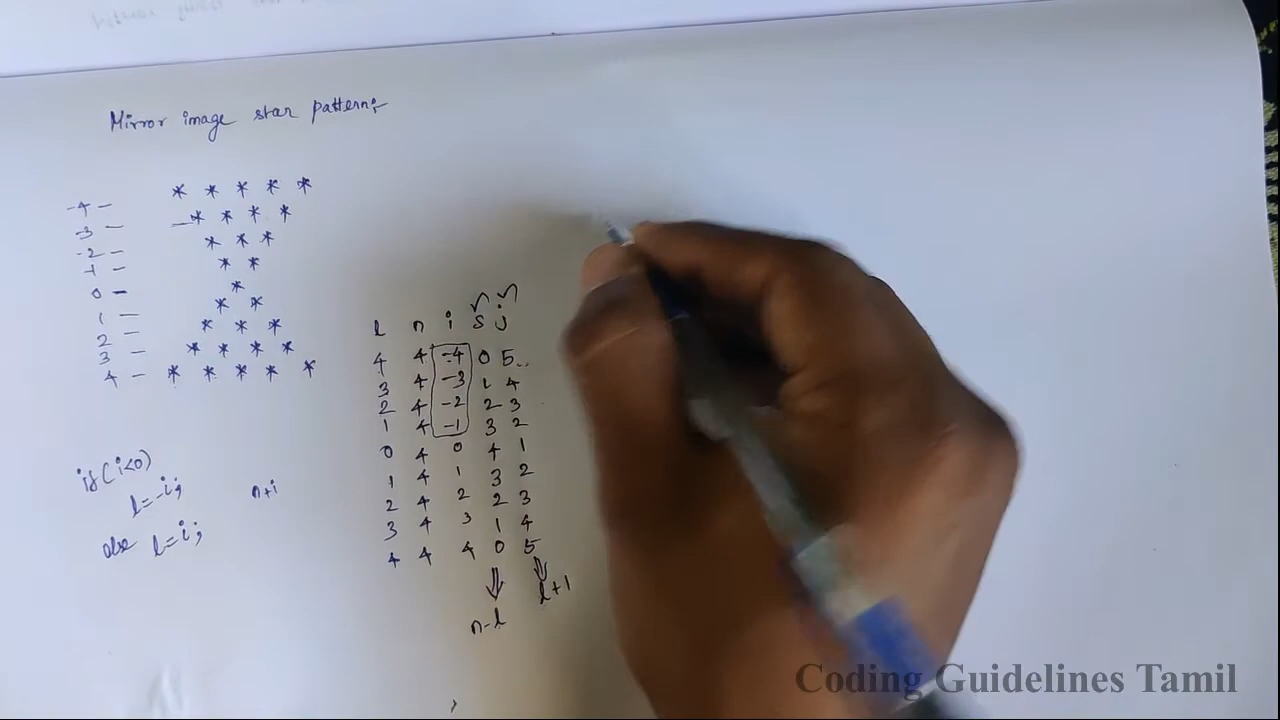 Mirror image star pattern:
-4 - * * * * *
-3 - -* * * *
-2 - * * *
-1 - * *
0 - *
1 - * *
2 - * * *
3 - * * * *
4 - * * * * *
l n i s j
4 4 -4 0 5..
3 4 -3 1 4
2 4 -2 2 3
1 4 -1 3 2
0 4 0 4 1
1 4 1 3 2
2 4 2 2 3
3 4 3 1 4
4 4 4 0 5
n-l l+1
if(i<0)
l=-i;
else l=i;
n+i
Coding Guidelines Tamil